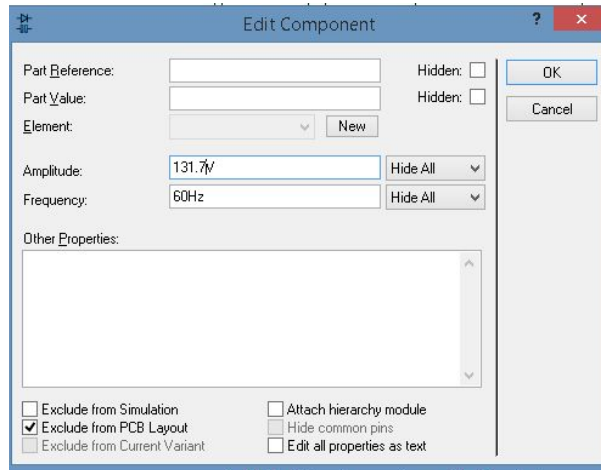 Edit Component
?
Part Reference:
Hidden:
OK
Part Value:
Hidden:
Cancel
Element:
New
Amplitude:
131.7V
Hide All
Frequency:
60Hz
Hide All
Other Properties:
Exclude from Simulation
Attach hierarchy module
Exclude from PCB Layout
Hide common pins
Exclude from Current Variant
Edit all properties as text